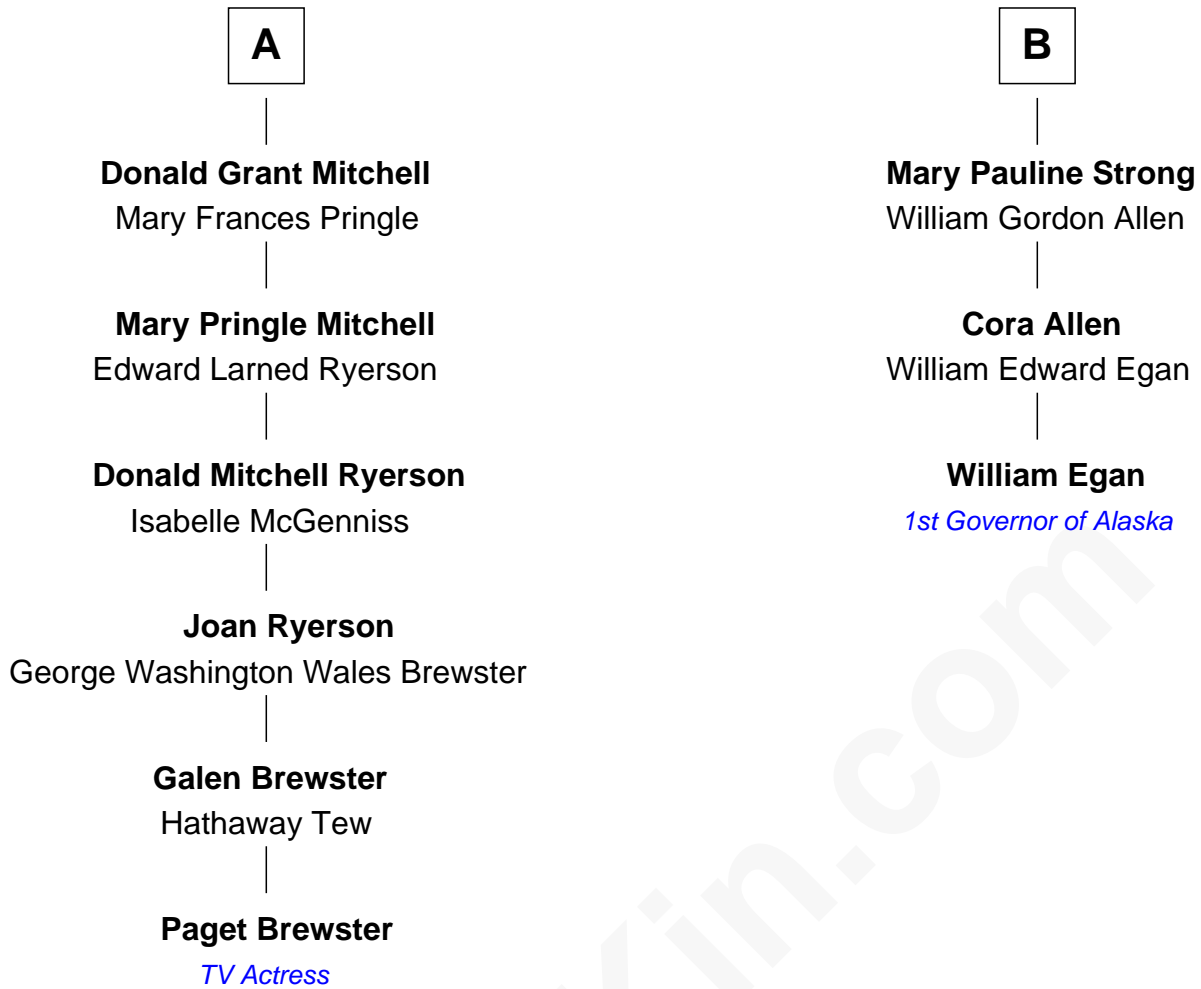 A
Donald Grant Mitchell
Mary Frances Pringle
Mary Pringle Mitchell
Edward Larned Ryerson
Donald Mitchell Ryerson
Isabelle McGenniss
Joan Ryerson
George Washington Wales Brewster
Galen Brewster
Hathaway Tew
Paget Brewster
TV Actress
B
Mary Pauline Strong
William Gordon Allen
Cora Allen
William Edward Egan
William Egan
1st Governor of Alaska
in.com